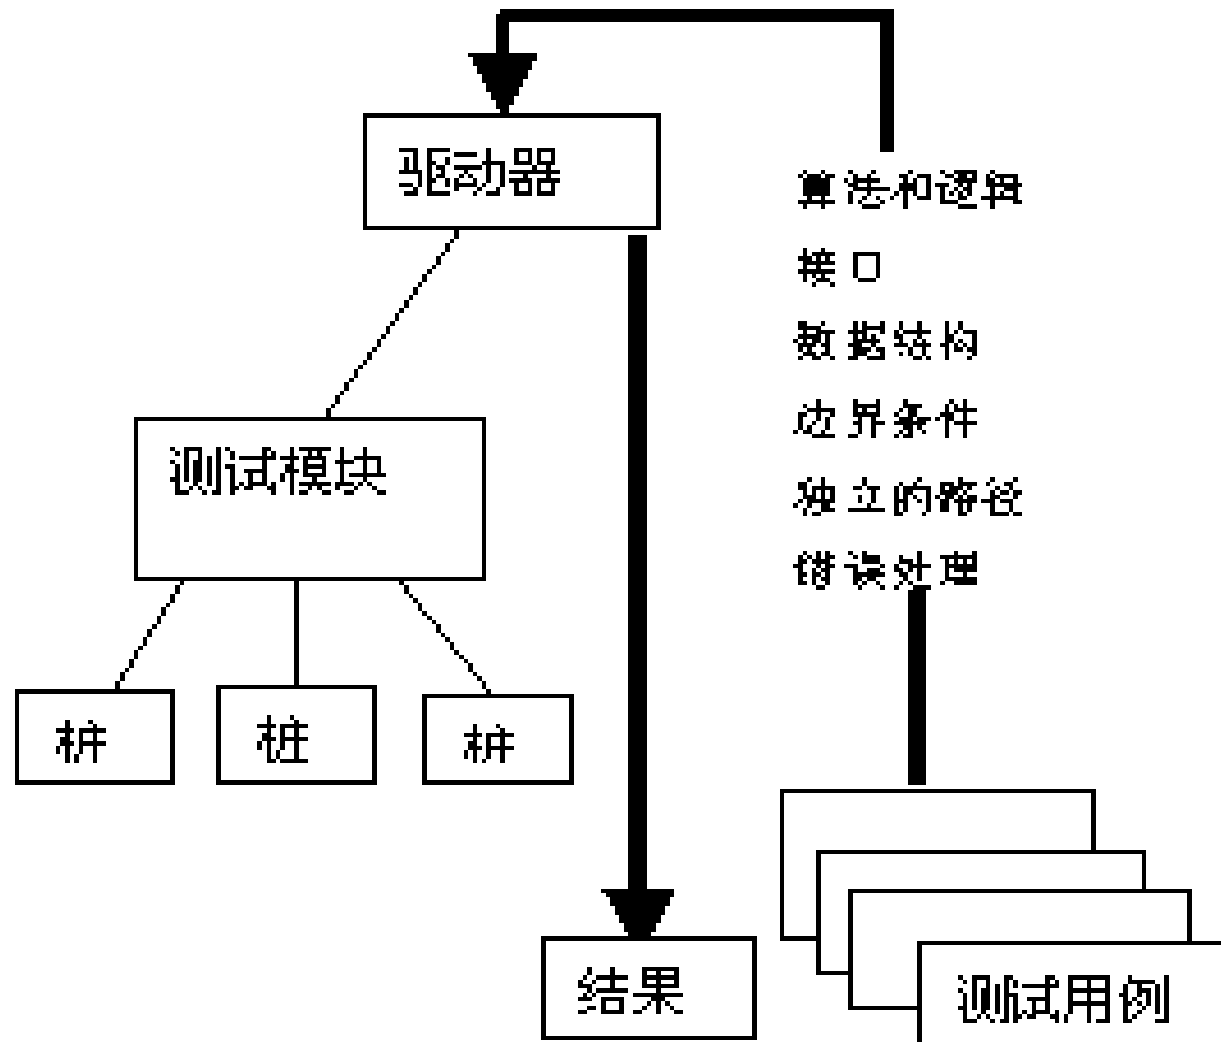 驱动器
算法和逻辑
接口
数据结构
边界条件
独立的路径
错误处理
测试模块
桩
桩
桩
结果
测试用例